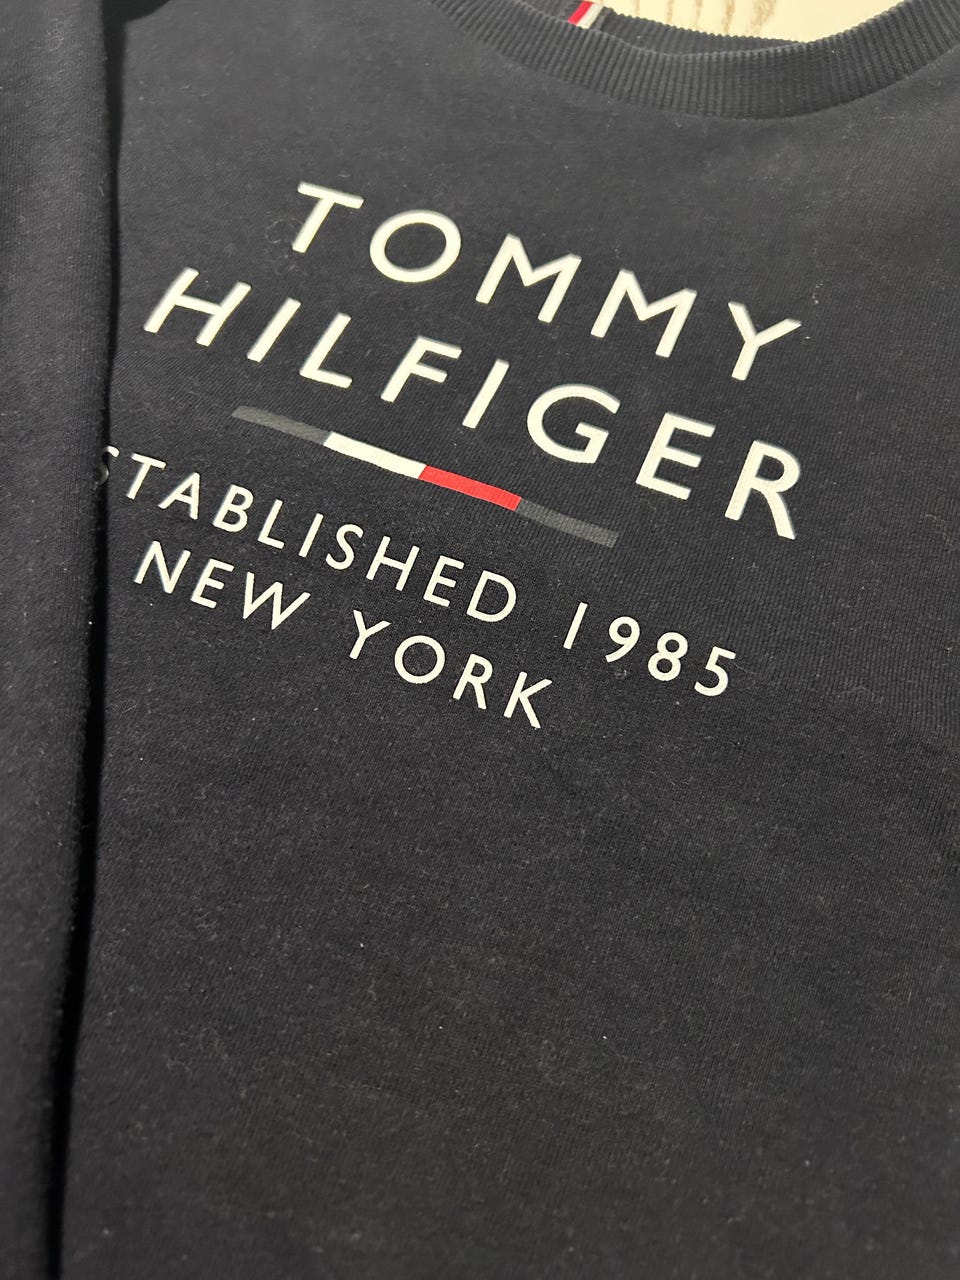 TOMMY
HILFIGER
STABLISHED 1985
NEW YORK